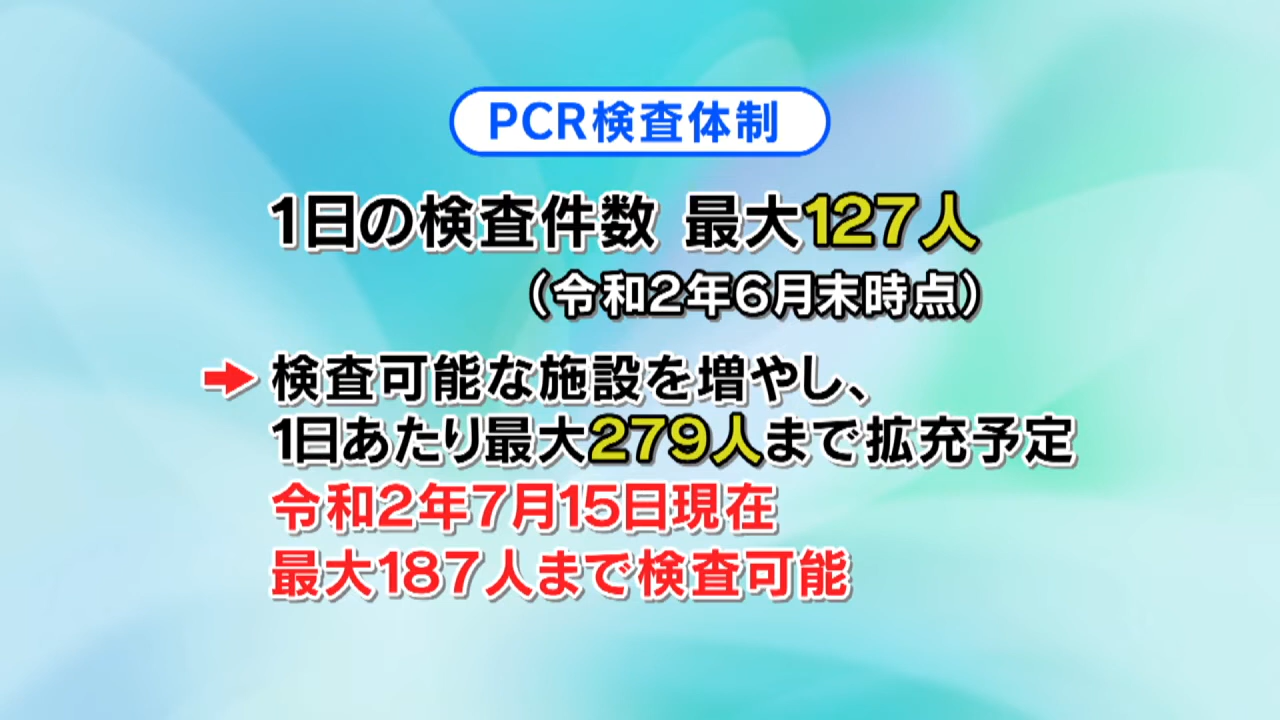 PCR検査体制
1日の検査件数 最大127人
（令和2年6月末時点）
検査可能な施設を増やし、
1日あたり最大279人まで拡充予定
令和2年7月15日現在
最大187人まで検査可能